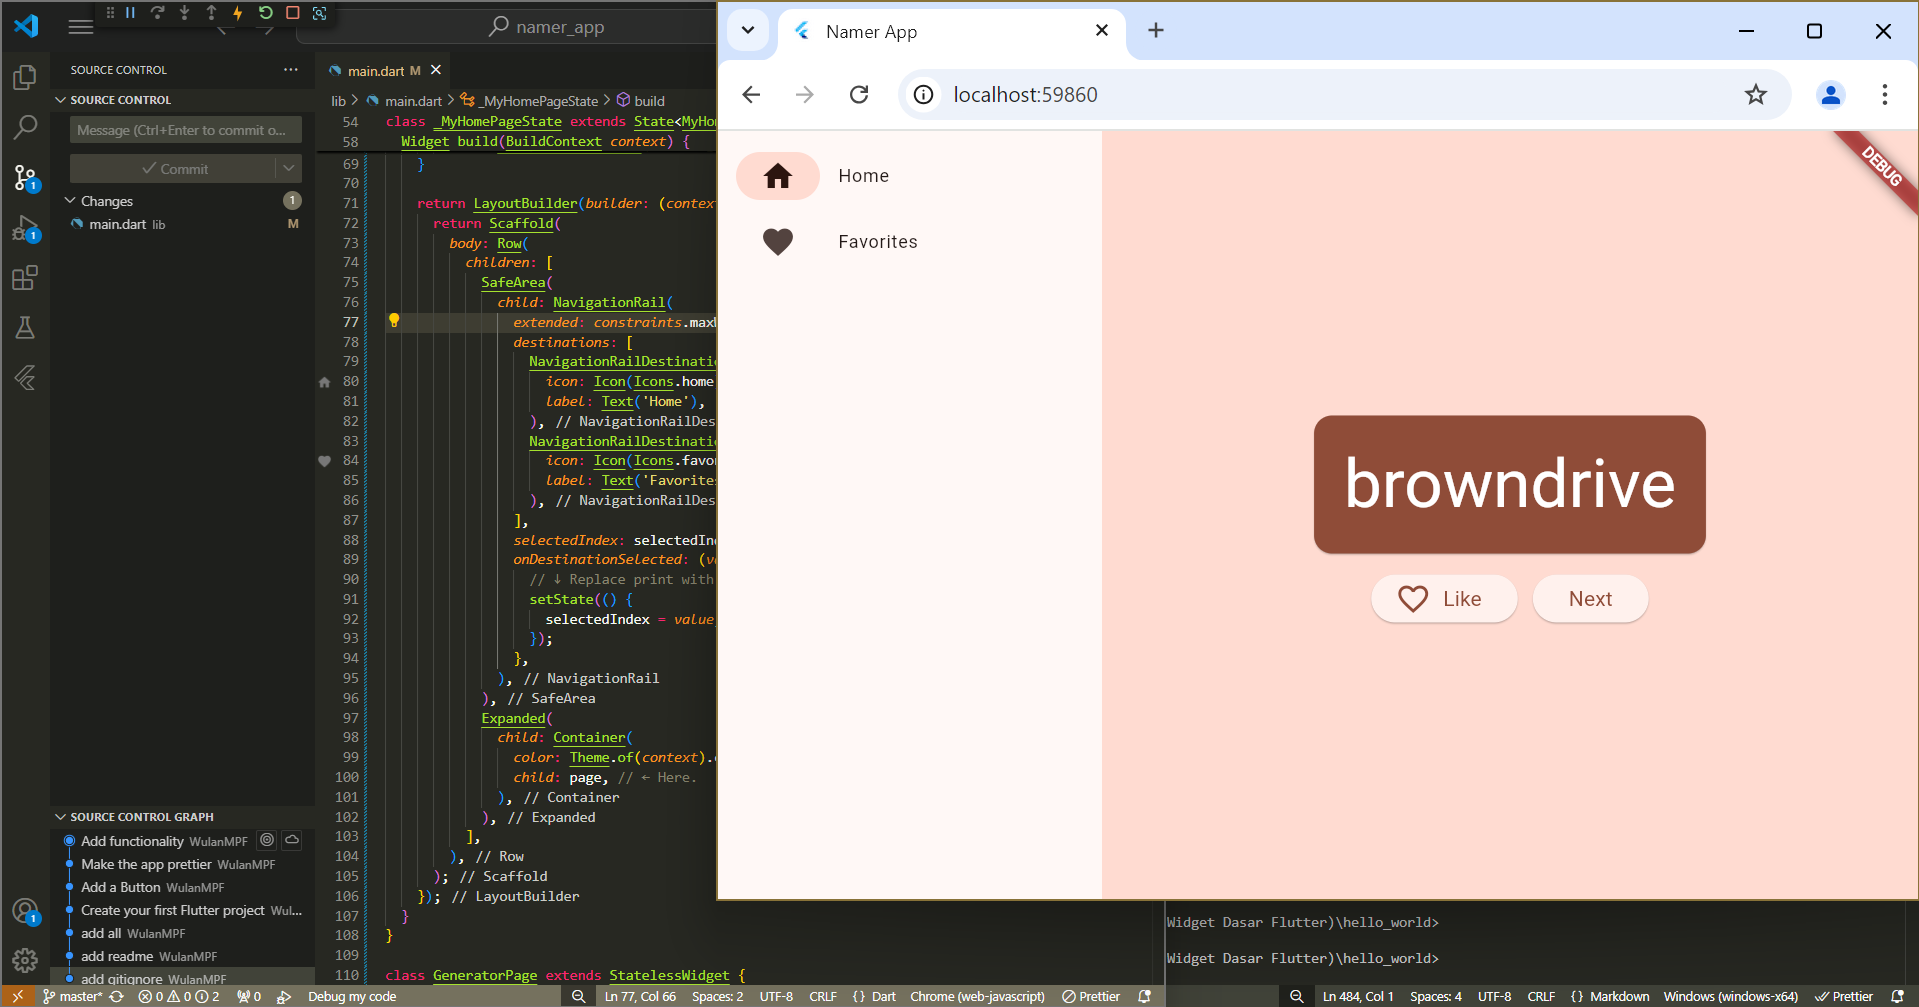 namer_app
SOURCE CONTROL
SOURCE CONTROL
Message (Ctrl+Enter to commit o...
Commit
Changes 1
main.dart lib M
SOURCE CONTROL GRAPH
Add functionality WulanMPF
Make the app prettier WulanMPF
Add a Button WulanMPF
Create your first Flutter project Wul...
add all WulanMPF
add readme WulanMPF
add gitignore WulanMPF
1
1
1
main.dart M
lib > main.dart > _MyHomePageState > build
54 class _MyHomePageState extends State<MyHo
58 Widget build(BuildContext context) {
69 }
70
71 return LayoutBuilder(builder: (context
72 return Scaffold(
73 body: Row(
74 children: [
75 SafeArea(
76 child: NavigationRail(
77 extended: constraints.max
78 destinations: [
79 NavigationRailDestinatio
80 icon: Icon(Icons.home
81 label: Text('Home'),
82 ), // NavigationRailDes
83 NavigationRailDestinatio
84 icon: Icon(Icons.favor
85 label: Text('Favorites
86 ), // NavigationRailDes
87 ],
88 selectedIndex: selectedInd
89 onDestinationSelected: (v
90 // ↓ Replace print with
91 setState(() {
92 selectedIndex = value
93 });
94 },
95 ), // NavigationRail
96 ), // SafeArea
97 Expanded(
98 child: Container(
99 color: Theme.of(context).
100 child: page, // ← Here.
101 ), // Container
102 ), // Expanded
103 ],
104 ), // Row
105 ); // Scaffold
106 }); // LayoutBuilder
107 }
108 }
109
110 class GeneratorPage extends StatelessWidget {
Namer App
localhost:59860
DEBUG
Home
Favorites
browndrive
Like
Next
Widget Dasar Flutter)\hello_world>
Widget Dasar Flutter)\hello_world>
master* 0 0 2 0 Debug my code Ln 77, Col 66 Spaces: 2 UTF-8 CRLF {} Dart Chrome (web-javascript) Prettier
Ln 484, Col 1 Spaces: 4 UTF-8 CRLF {} Markdown Windows (windows-x64) Prettier